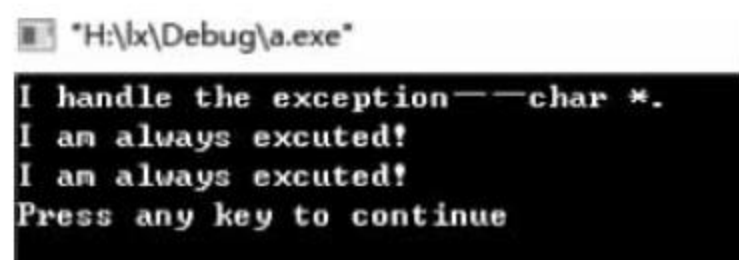 "H:\lx\Debug\a.exe"
I handle the exception——char *.
I am always excuted!
I am always excuted!
Press any key to continue